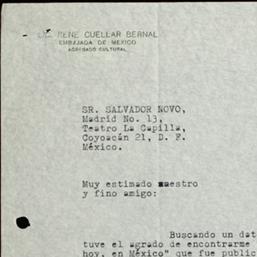 RENE CUELLAR BERNAL
EMBAJADA DE MEXICO
AGREGADO CULTURAL
SR. SALVADOR NOVO,
Madrid No. 13,
Teatro La Capilla,
Coyoacán 21, D. F.
México.
Muy estimado maestro
y fino amigo:
Buscando un dat
tuve el agrado de encontrarme
hoy, en México" que fue public